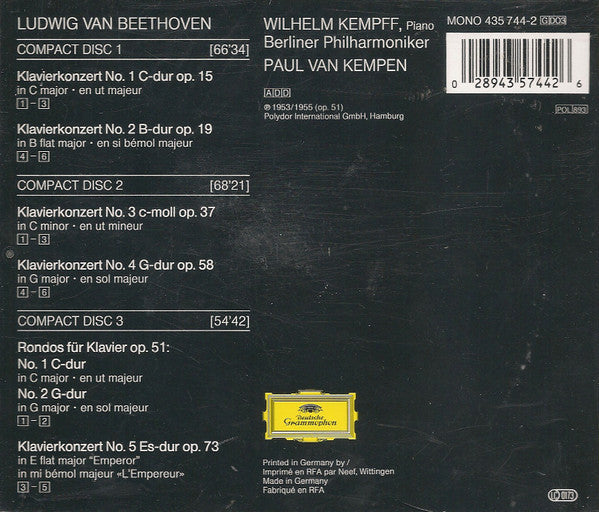 LUDWIG VAN BEETHOVEN
COMPACT DISC 1 [66'34]
Klavierkonzert No. 1 C-dur op. 15
in C major · en ut majeur
1 – 3
Klavierkonzert No. 2 B-dur op. 19
in B flat major · en si bémol majeur
4 – 6
COMPACT DISC 2 [68'21]
Klavierkonzert No. 3 c-moll op. 37
in C minor · en ut mineur
1 – 3
Klavierkonzert No. 4 G-dur op. 58
in G major · en sol majeur
4 – 6
COMPACT DISC 3 [54'42]
Rondos für Klavier op. 51:
No. 1 C-dur
in C major · en ut majeur
No. 2 G-dur
in G major · en sol majeur
1 – 2
Klavierkonzert No. 5 Es-dur op. 73
in E flat major “Emperor”
in mi bémol majeur «L'Empereur»
3 – 5
WILHELM KEMPFF, Piano
Berliner Philharmoniker
PAUL VAN KEMPEN
ADD
℗ 1953/1955 (op. 51)
Polydor International GmbH, Hamburg
MONO 435 744-2 G DO3
0 28943 57442 6
POL 893
Deutsche
Grammophon
Printed in Germany by /
Imprimé en RFA par Neef, Wittingen
Made in Germany
Fabriqué en RFA
LC 0173
®